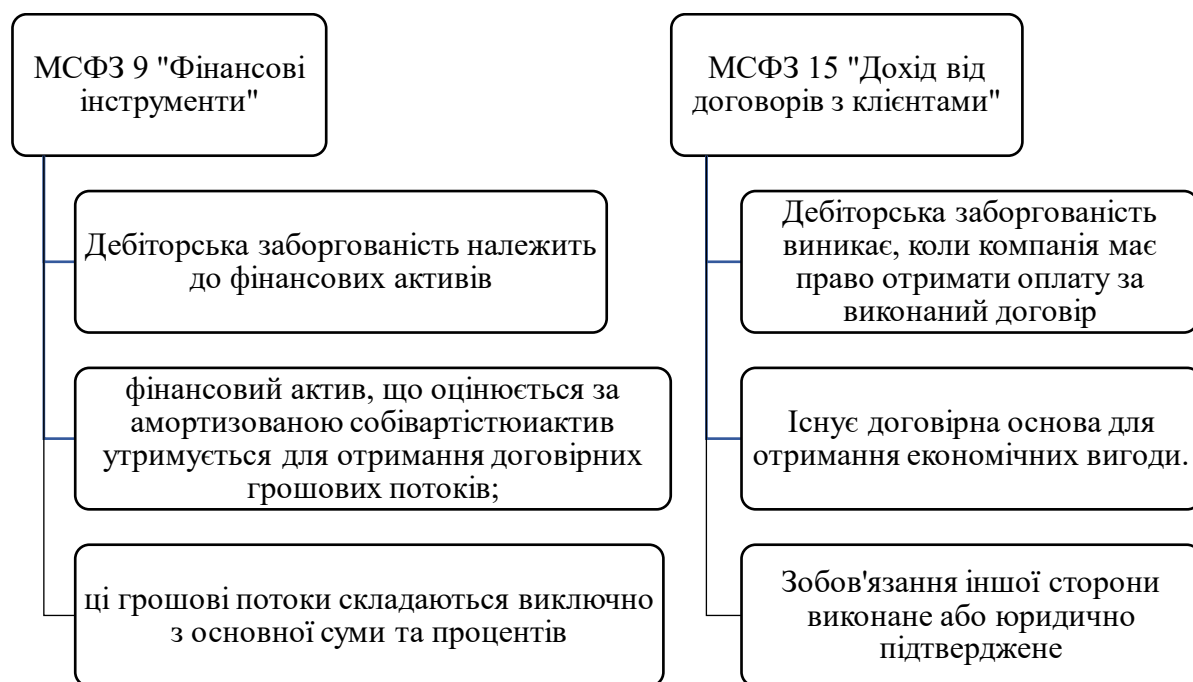 МСФЗ 9 "Фінансові
інструменти"
Дебіторська заборгованість належить
до фінансових активів
фінансовий актив, що оцінюється за
амортизованою собівартістюиактив
утримується для отримання договірних
грошових потоків;
ці грошові потоки складаються виключно
з основної суми та процентів
МСФЗ 15 "Дохід від
договорів з клієнтами"
Дебіторська заборгованість
виникає, коли компанія має
право отримати оплату за
виконаний договір
Існує договірна основа для
отримання економічних вигоди.
Зобов'язання іншої сторони
виконане або юридично
підтверджене